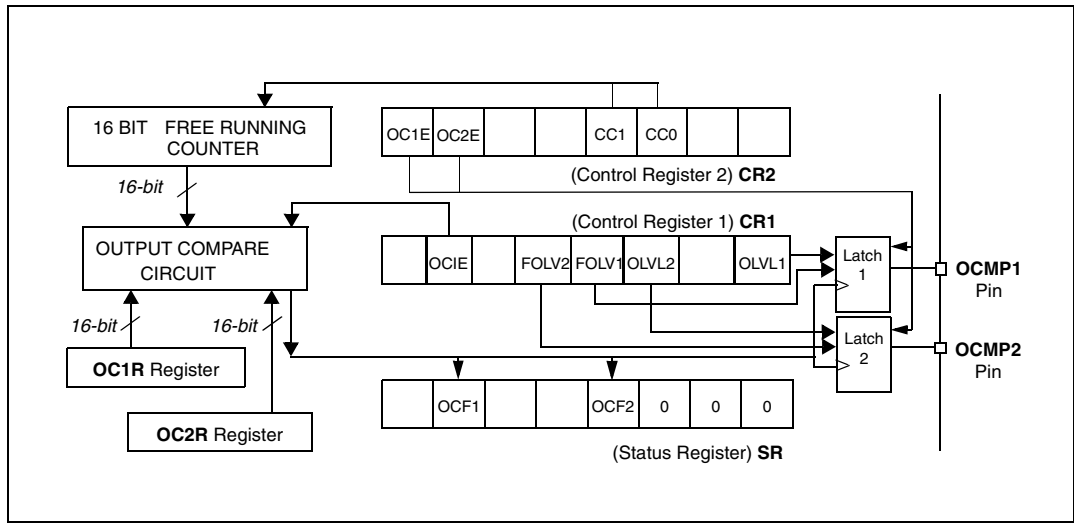 16 BIT FREE RUNNING
COUNTER
OC1E OC2E CC1 CC0
(Control Register 2) CR2
16-bit
(Control Register 1) CR1
OUTPUT COMPARE
CIRCUIT
OCIE FOLV2 FOLV1 OLVL2 OLVL1
Latch
1
OCMP1
Pin
16-bit
16-bit
Latch
2
OCMP2
Pin
OC1R Register
OCF1 OCF2 0 0 0
OC2R Register
(Status Register) SR